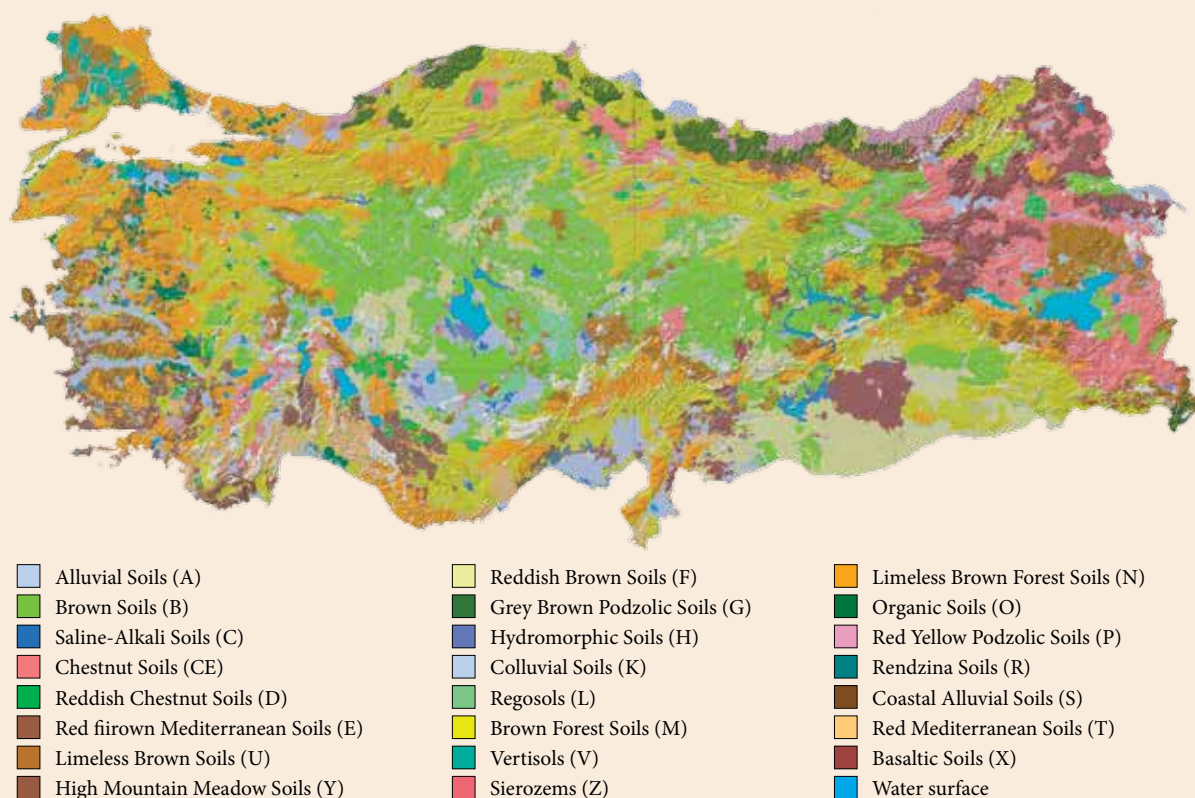 Alluvial Soils (A)
Brown Soils (B)
Saline-Alkali Soils (C)
Chestnut Soils (CE)
Reddish Chestnut Soils (D)
Red fiirown Mediterranean Soils (E)
Limeless Brown Soils (U)
High Mountain Meadow Soils (Y)
Reddish Brown Soils (F)
Grey Brown Podzolic Soils (G)
Hydromorphic Soils (H)
Colluvial Soils (K)
Regosols (L)
Brown Forest Soils (M)
Vertisols (V)
Sierozems (Z)
Limeless Brown Forest Soils (N)
Organic Soils (O)
Red Yellow Podzolic Soils (P)
Rendzina Soils (R)
Coastal Alluvial Soils (S)
Red Mediterranean Soils (T)
Basaltic Soils (X)
Water surface